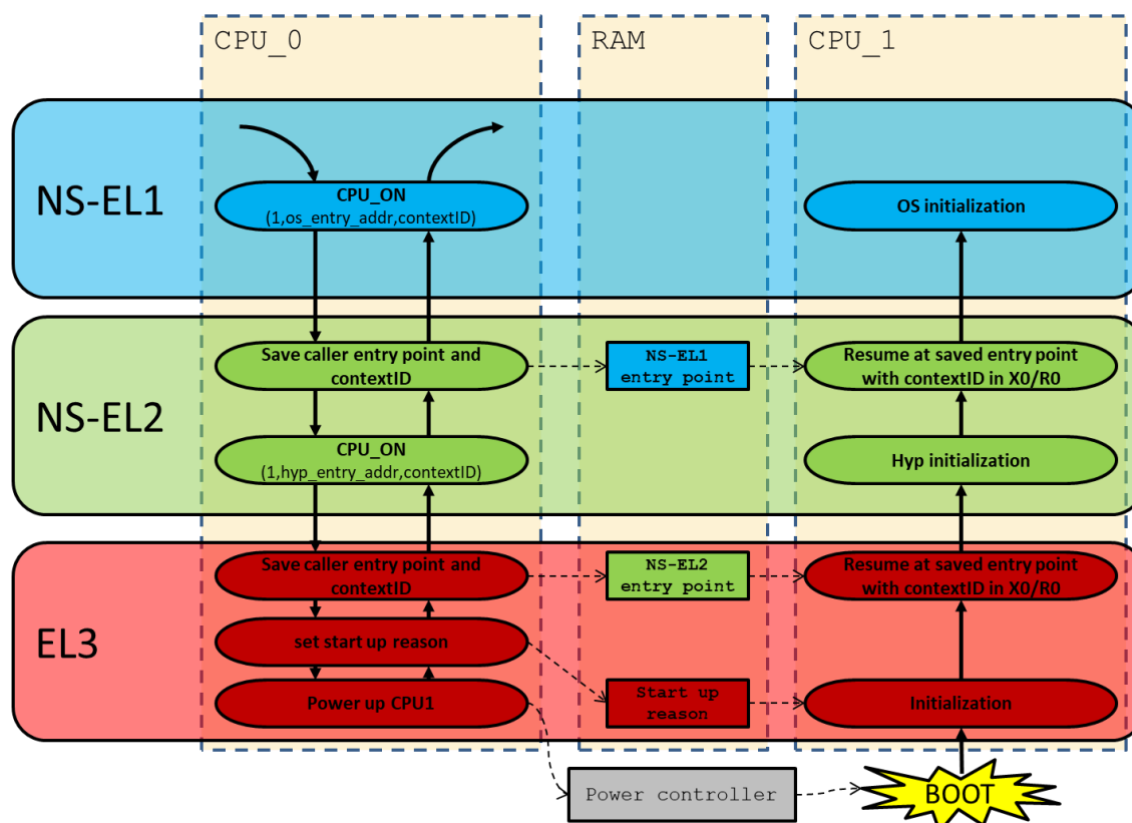 CPU_0
RAM
CPU_1
NS-EL1
CPU_ON
(1,os_entry_addr,contextID)
OS initialization
NS-EL2
Save caller entry point and
contextID
NS-EL1
entry point
Resume at saved entry point
with contextID in X0/R0
CPU_ON
(1,hyp_entry_addr,contextID)
Hyp initialization
EL3
Save caller entry point and
contextID
NS-EL2
entry point
Resume at saved entry point
with contextID in X0/R0
set start up reason
Power up CPU1
Start up
reason
Initialization
Power controller
BOOT